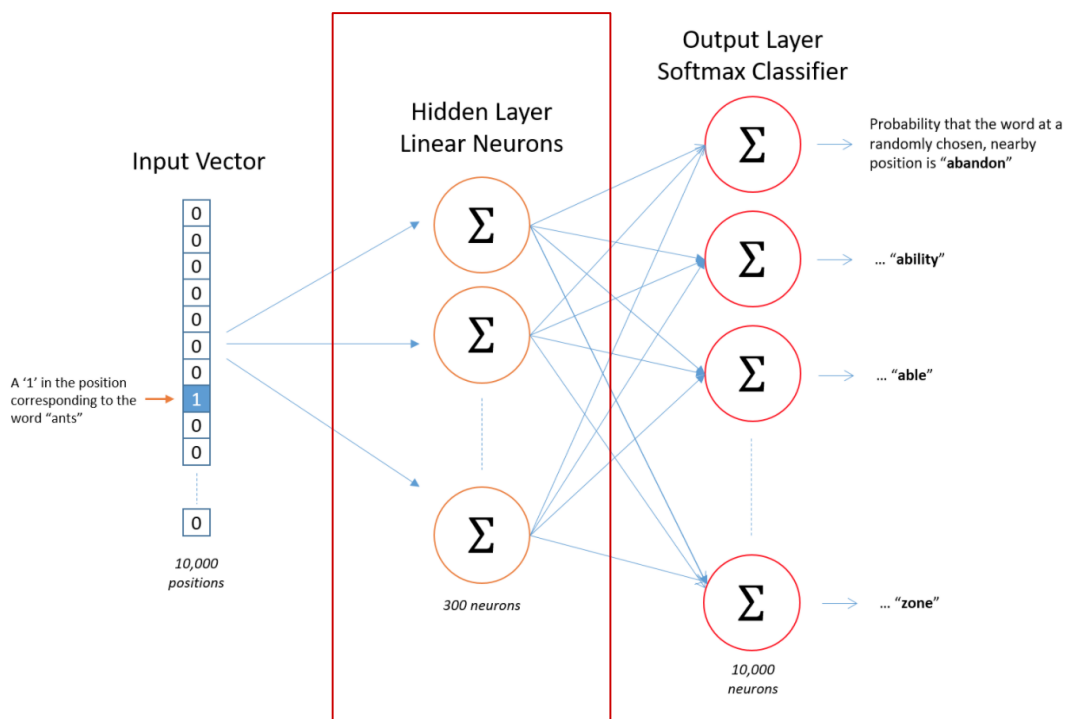 Output Layer
Softmax Classifier
Hidden Layer
Linear Neurons
Input Vector
0
0
0
0
0
0
0
1
0
0
0
A ‘1’ in the position
corresponding to the
word “ants”
10,000
positions
Σ
Σ
Σ
300 neurons
Σ
Σ
Σ
Σ
10,000
neurons
Probability that the word at a
randomly chosen, nearby
position is “abandon”
... “ability”
... “able”
... “zone”